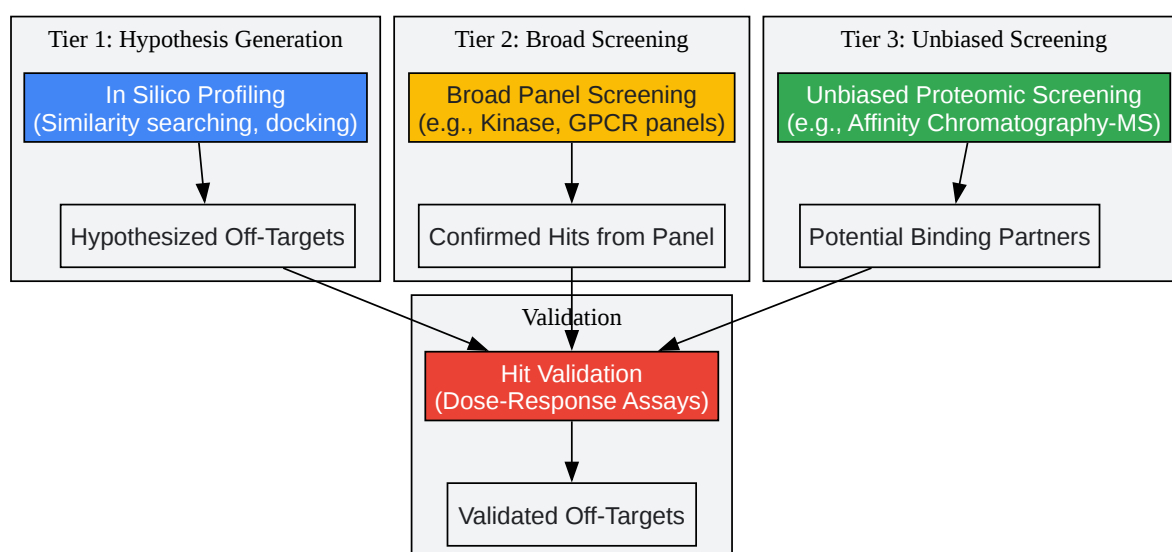 Tier 1: Hypothesis Generation
In Silico Profiling
(Similarity searching, docking)
Hypothesized Off-Targets
Tier 2: Broad Screening
Broad Panel Screening
(e.g., Kinase, GPCR panels)
Confirmed Hits from Panel
Tier 3: Unbiased Screening
Unbiased Proteomic Screening
(e.g., Affinity Chromatography-MS)
Potential Binding Partners
Validation
Hit Validation
(Dose-Response Assays)
Validated Off-Targets